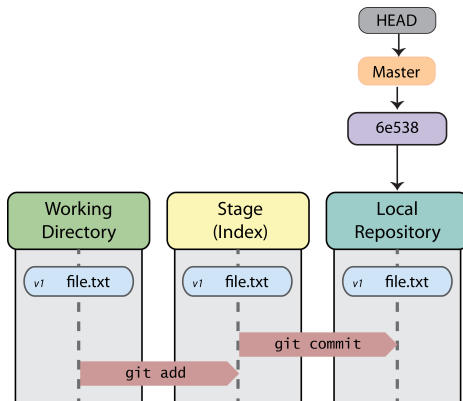 HEAD
Master
6e538
Working
Directory
Stage
(Index)
Local
Repository
v1 file.txt
v1 file.txt
v1 file.txt
git commit
git add